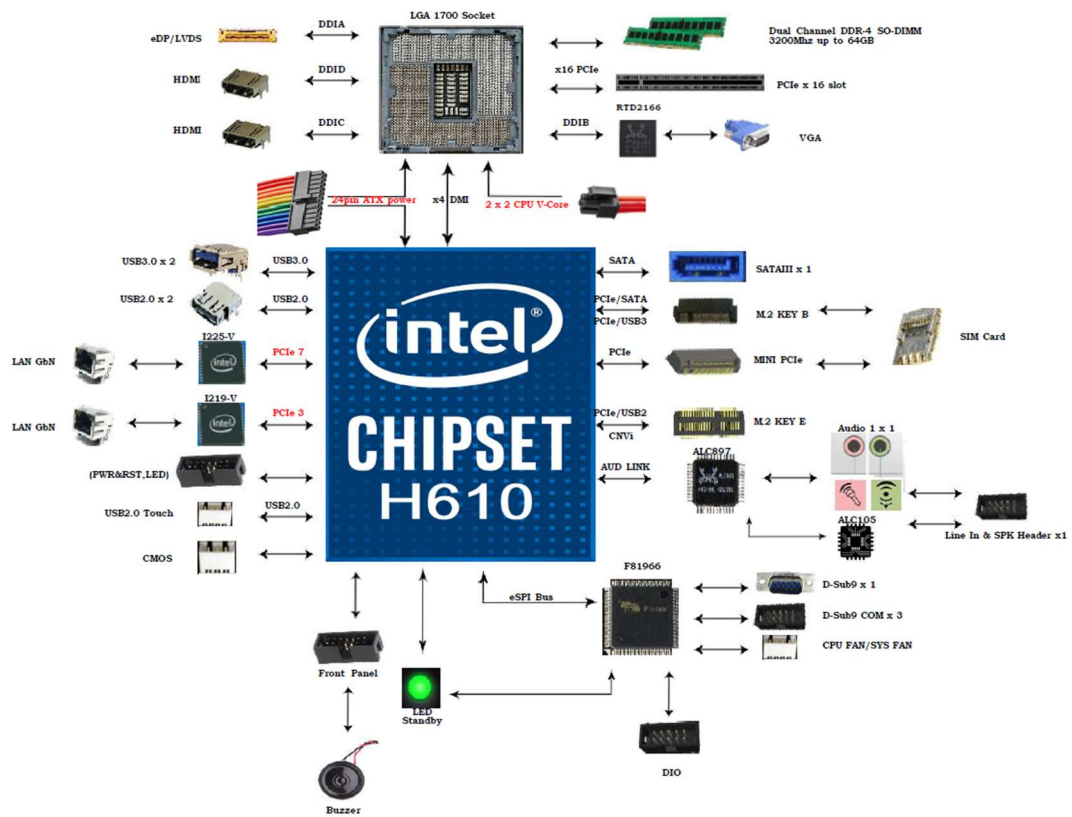 LGA 1700 Socket
eDP/LVDS
DDIA
Dual Channel DDR-4 SO-DIMM
3200Mhz up to 64GB
HDMI
DDID
x16 PCIe
PCIe x 16 slot
RTD2166
HDMI
DDIC
DDIB
VGA
24pin ATX power
x4 DMI
2 x 2 CPU V-Core
USB3.0 x 2
USB3.0
SATA
SATAIII x 1
USB2.0 x 2
USB2.0
PCIe/SATA
PCIe/USB3
M.2 KEY B
SIM Card
I225-V
LAN GbN
PCIe 7
PCIe
MINI PCIe
I219-V
LAN GbN
PCIe 3
PCIe/USB2
CNVi
M.2 KEY E
intel®
CHIPSET
H610
intel
intel
Audio 1 x 1
ALC897
(PWR&RST,LED)
AUD LINK
USB2.0 Touch
USB2.0
ALC105
Line In & SPK Header x1
CMOS
F81966
eSPI Bus
D-Sub9 x 1
D-Sub9 COM x 3
CPU FAN/SYS FAN
Front Panel
LED
Standby
DIO
Buzzer